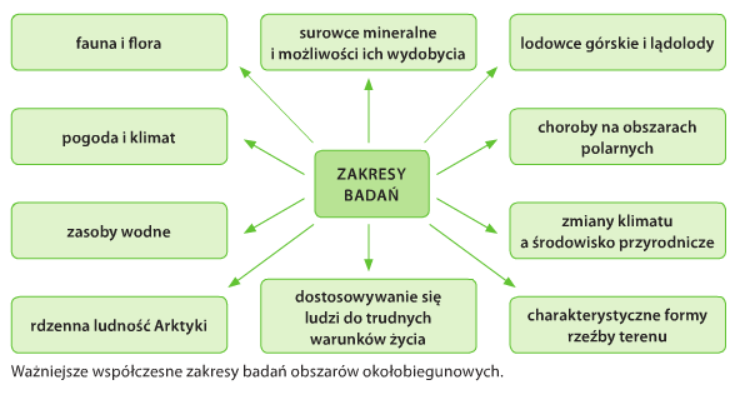 fauna i flora
surowce mineralne
i możliwości ich wydobycia
lodowce górskie i lądolody
pogoda i klimat
choroby na obszarach
polarnych
ZAKRESY
BADAŃ
zasoby wodne
zmiany klimatu
a środowisko przyrodnicze
rdzenna ludność Arktyki
dostosowywanie się
ludzi do trudnych
warunków życia
charakterystyczne formy
rzeźby terenu
Ważniejsze współczesne zakresy badań obszarów okołobiegunowych.